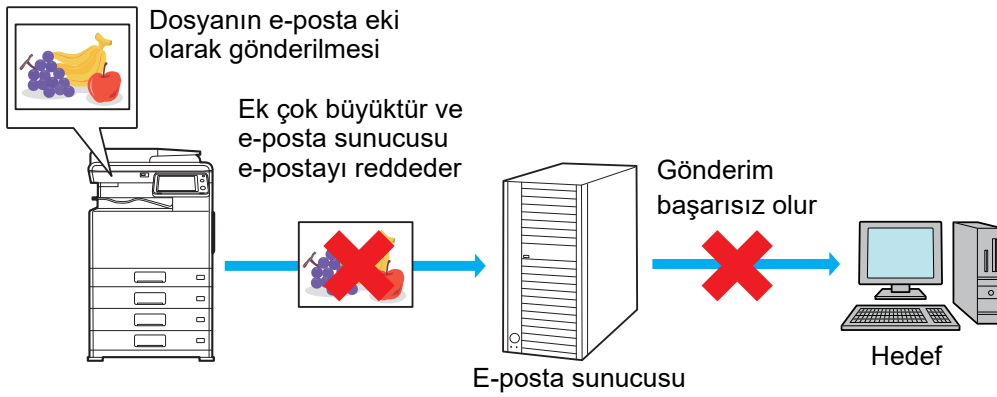 Dosyanın e-posta eki
olarak gönderilmesi
Ek çok büyüktür ve
e-posta sunucusu
e-postayı reddeder
Gönderim
başarısız olur
E-posta sunucusu
Hedef